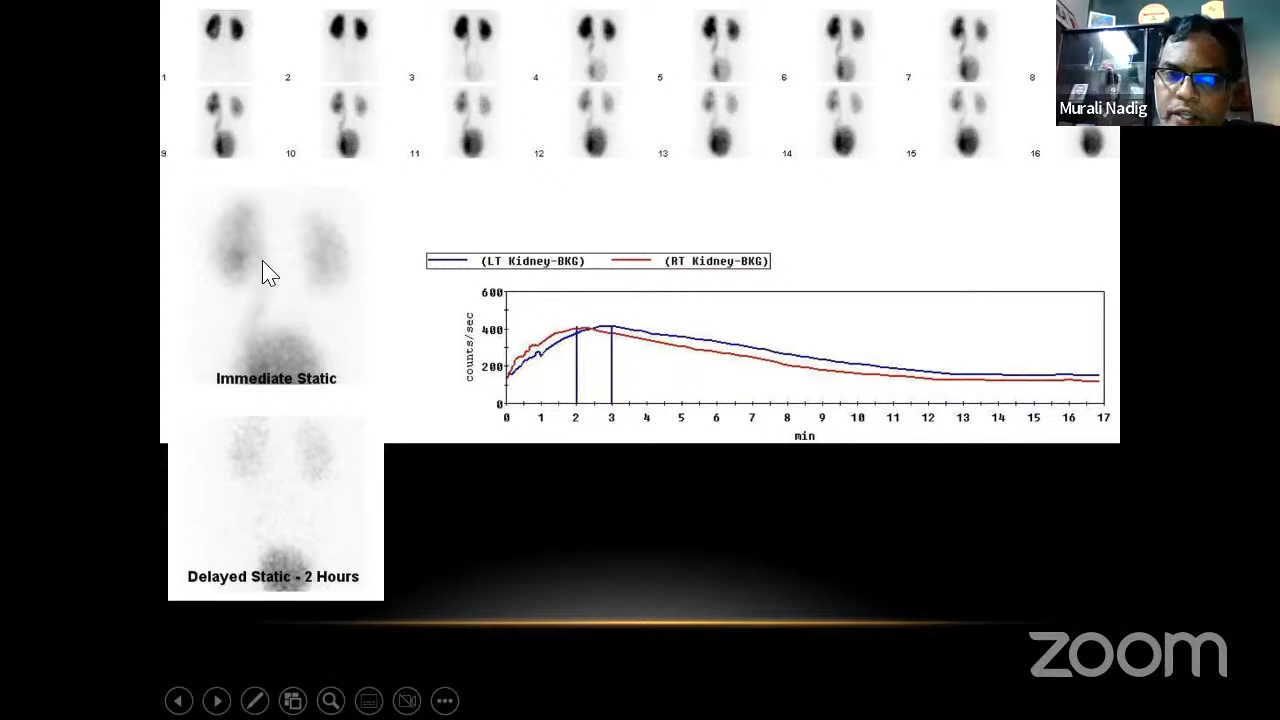 1 2 3 4 5 6 7 8
Murali Nadig
9 10 11 12 13 14 15 16
(LT Kidney-BKG) (RT Kidney-BKG)
600
400
200
0
counts/sec
0 1 2 3 4 5 6 7 8 9 10 11 12 13 14 15 16 17
min
Immediate Static
Delayed Static - 2 Hours
zoom